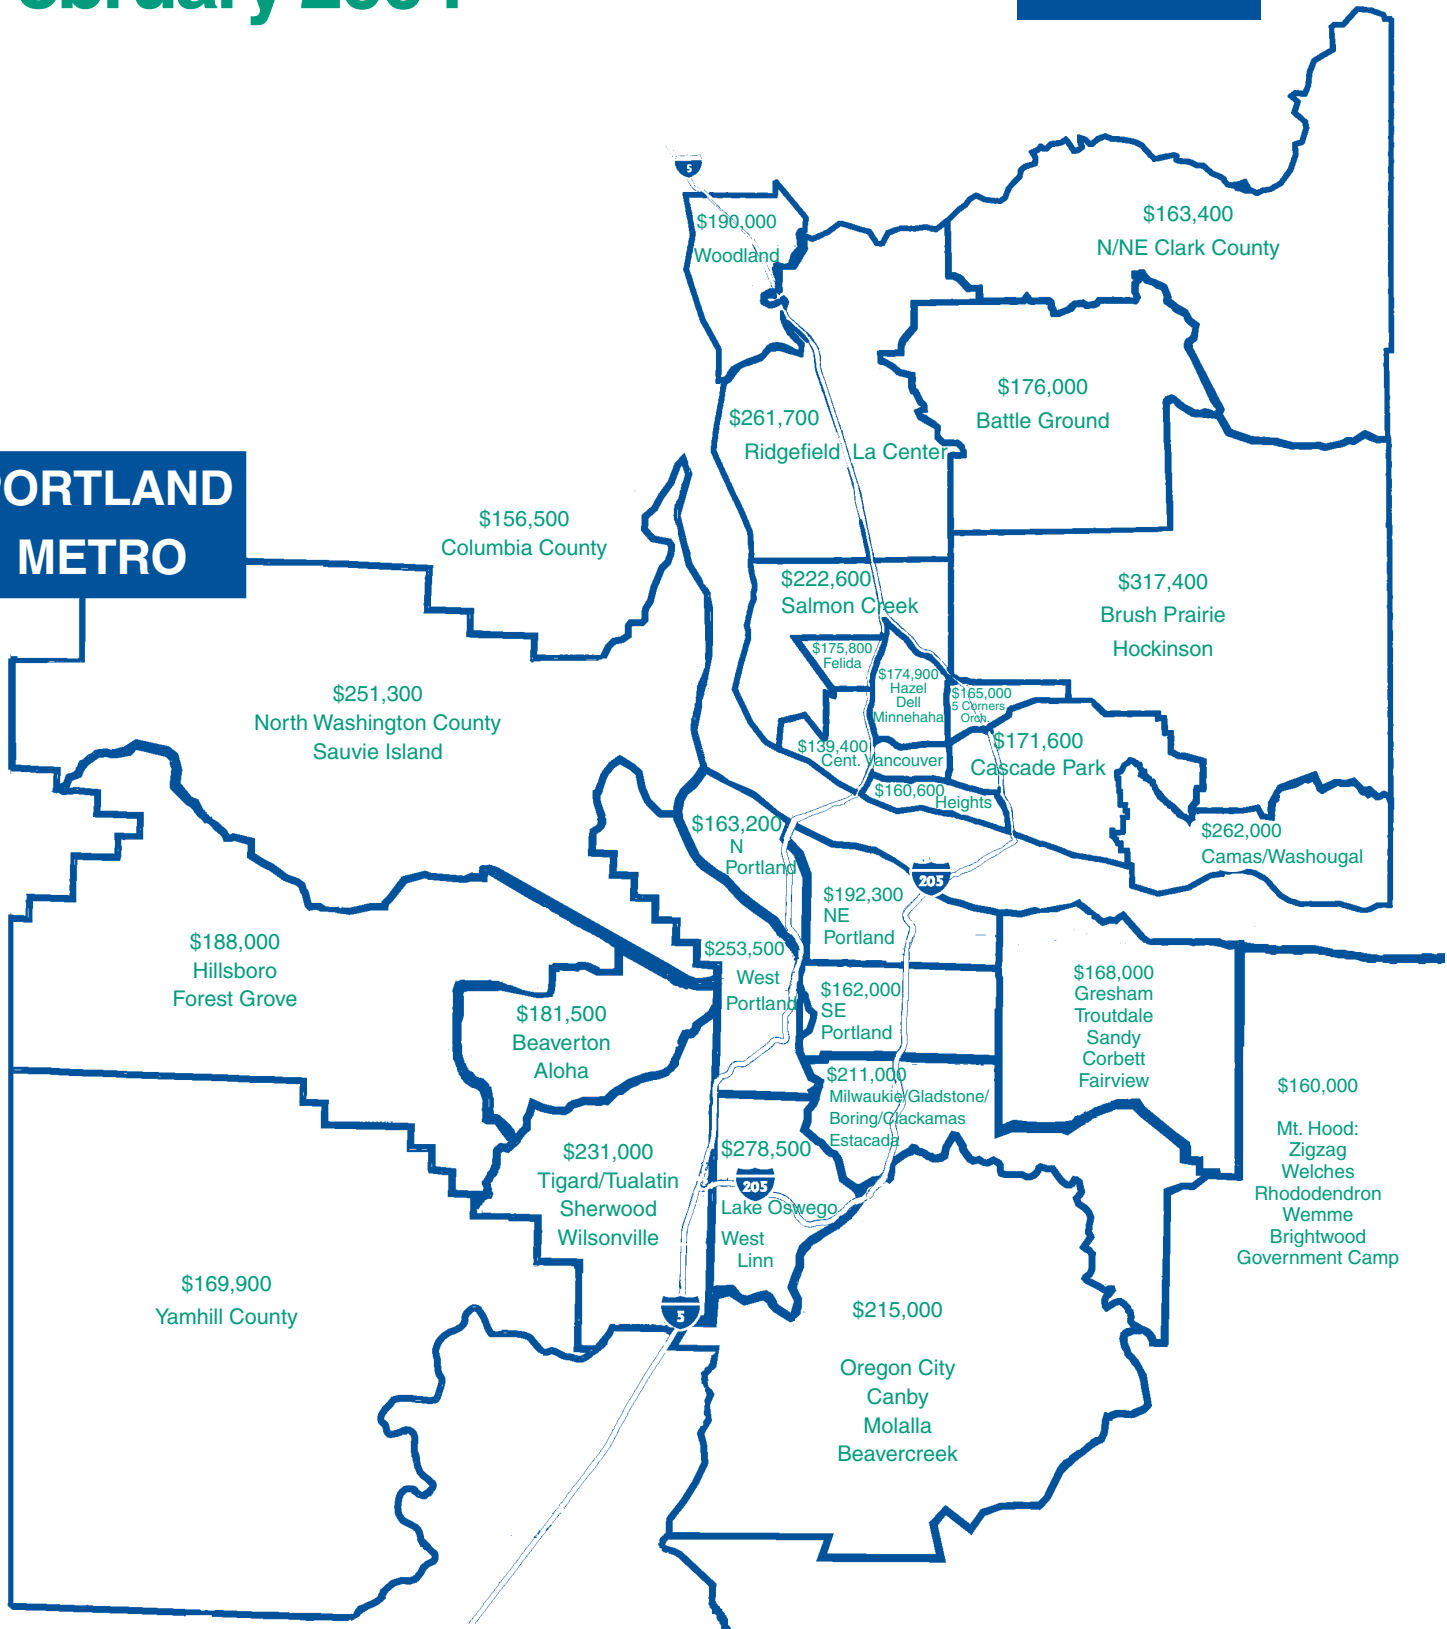 5
$190,000
Woodland
$163,400
N/NE Clark County
$176,000
Battle Ground
$261,700
Ridgefield La Center
PORTLAND
METRO
$156,500
Columbia County
$222,600
Salmon Creek
$317,400
Brush Prairie
Hockinson
$175,800
Felida
$174,900
Hazel
Dell
Minnehaha
$165,000
5 Corners
Orch.
$251,300
North Washington County
Sauvie Island
$139,400
Cent. Vancouver
$171,600
Cascade Park
$160,600
Heights
$262,000
Camas/Washougal
$163,200
N
Portland
205
$192,300
NE
Portland
$188,000
Hillsboro
Forest Grove
$253,500
West
Portland
$162,000
SE
Portland
$168,000
Gresham
Troutdale
Sandy
Corbett
Fairview
$181,500
Beaverton
Aloha
$211,000
Milwaukie/Gladstone/
Boring/Clackamas
Estacada
$160,000
Mt. Hood:
Zigzag
Welches
Rhododendron
Wemme
Brightwood
Government Camp
$231,000
Tigard/Tualatin
Sherwood
Wilsonville
$278,500
205
Lake Oswego
West
Linn
$169,900
Yamhill County
5
$215,000
Oregon City
Canby
Molalla
Beavercreek